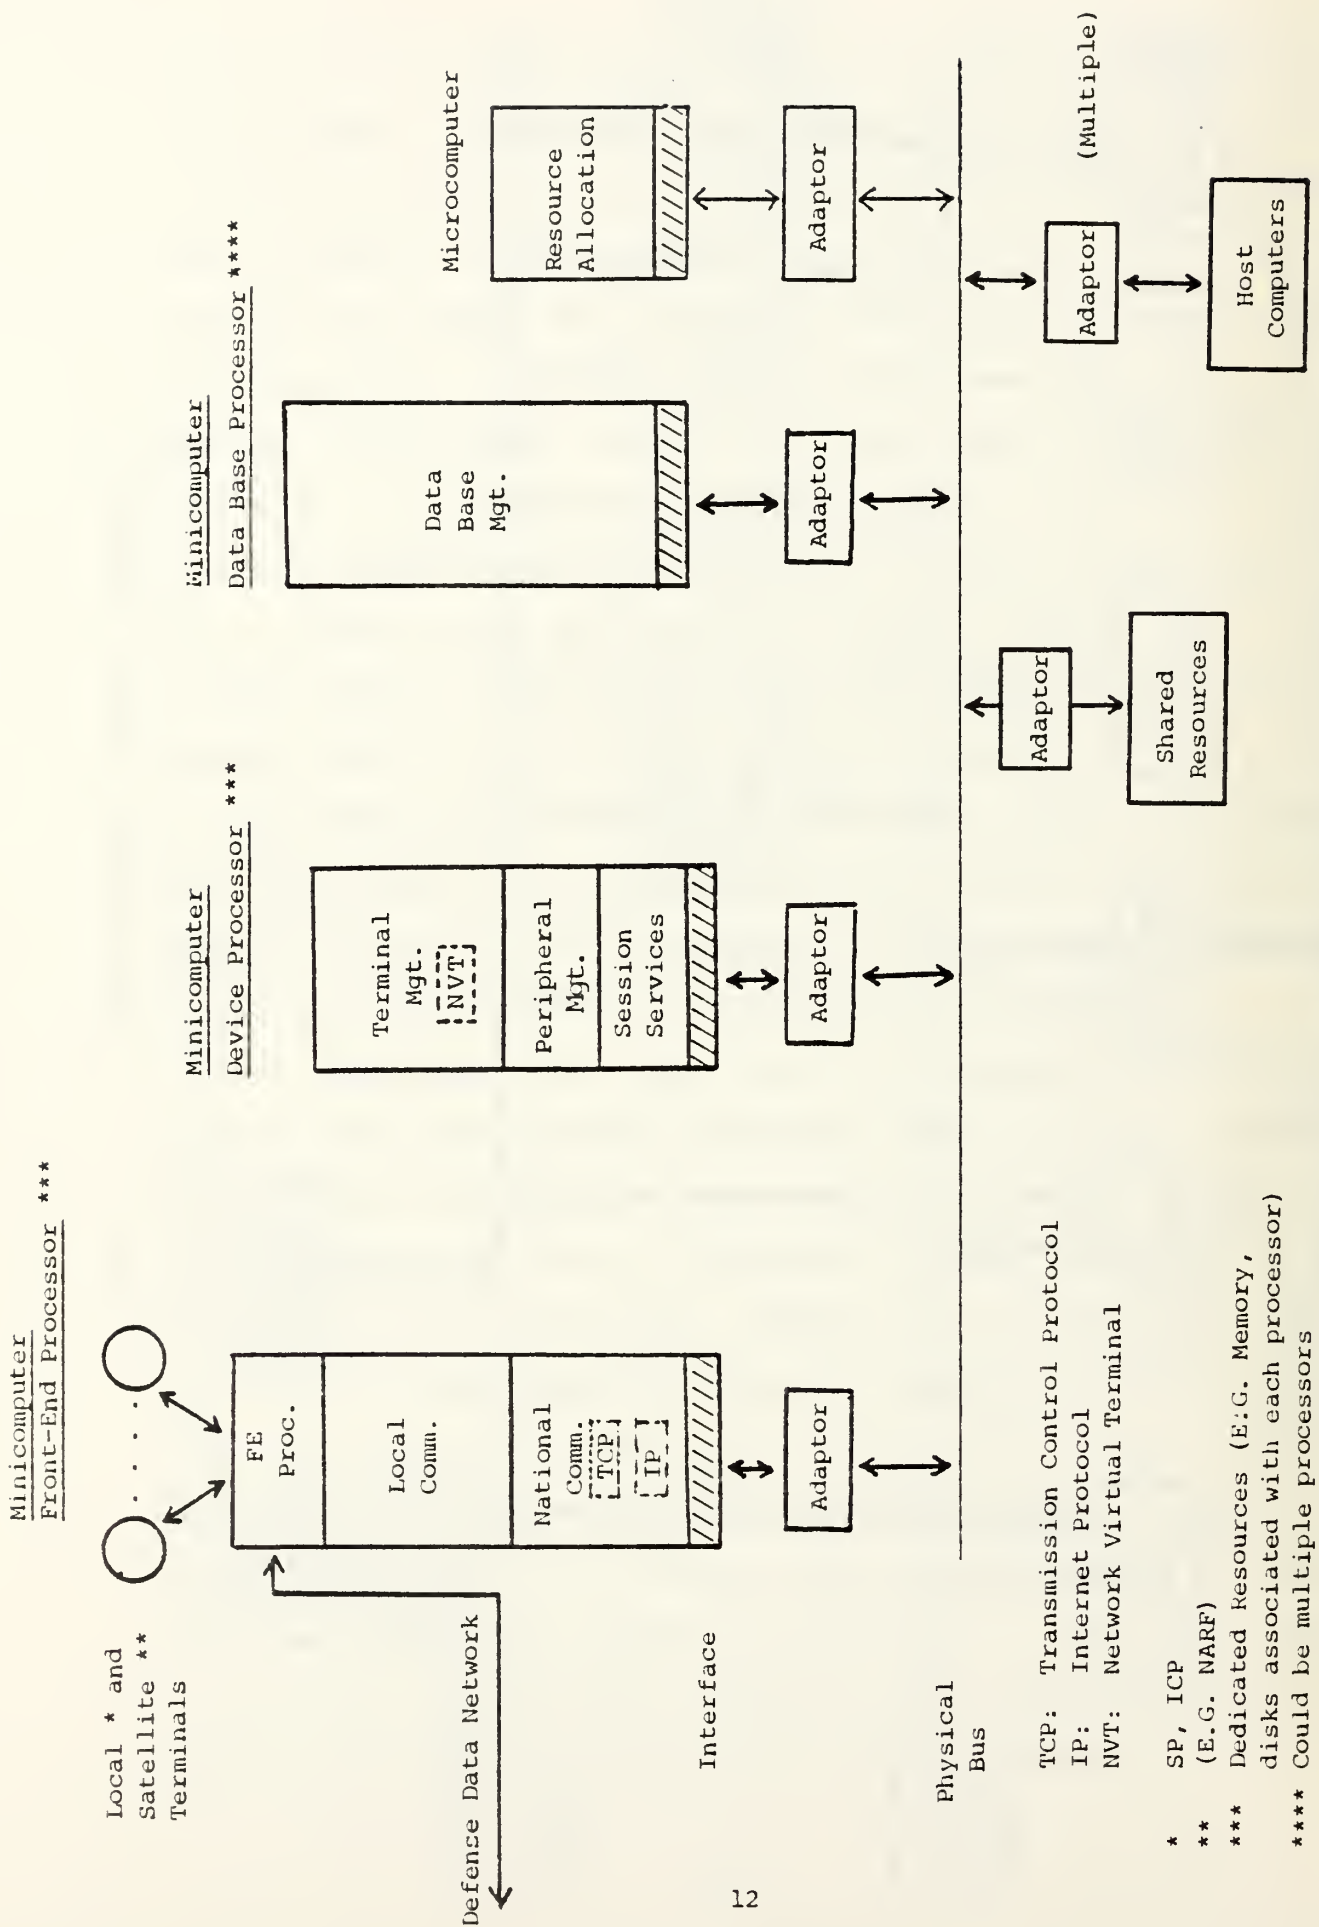 Minicomputer
Front-End Processor ***
Local * and
Satellite **
Terminals
. . . .
Minicomputer
Device Processor ***
Minicomputer
Data Base Processor ****
Microcomputer
FE
Proc.
Local
Comm.
National
Comm.
TCP
IP
Terminal
Mgt.
NVT
Peripheral
Mgt.
Session
Services
Data
Base
Mgt.
Resource
Allocation
Defense Data Network
Interface
Adaptor
Adaptor
Adaptor
Adaptor
Physical
Bus
Adaptor
Shared
Resources
Adaptor
(Multiple)
Host
Computers
TCP: Transmission Control Protocol
IP: Internet Protocol
NVT: Network Virtual Terminal
* SP, ICP
** (E.G. NARF)
*** Dedicated Resources (E.G. Memory,
disks associated with each processor)
**** Could be multiple processors
12